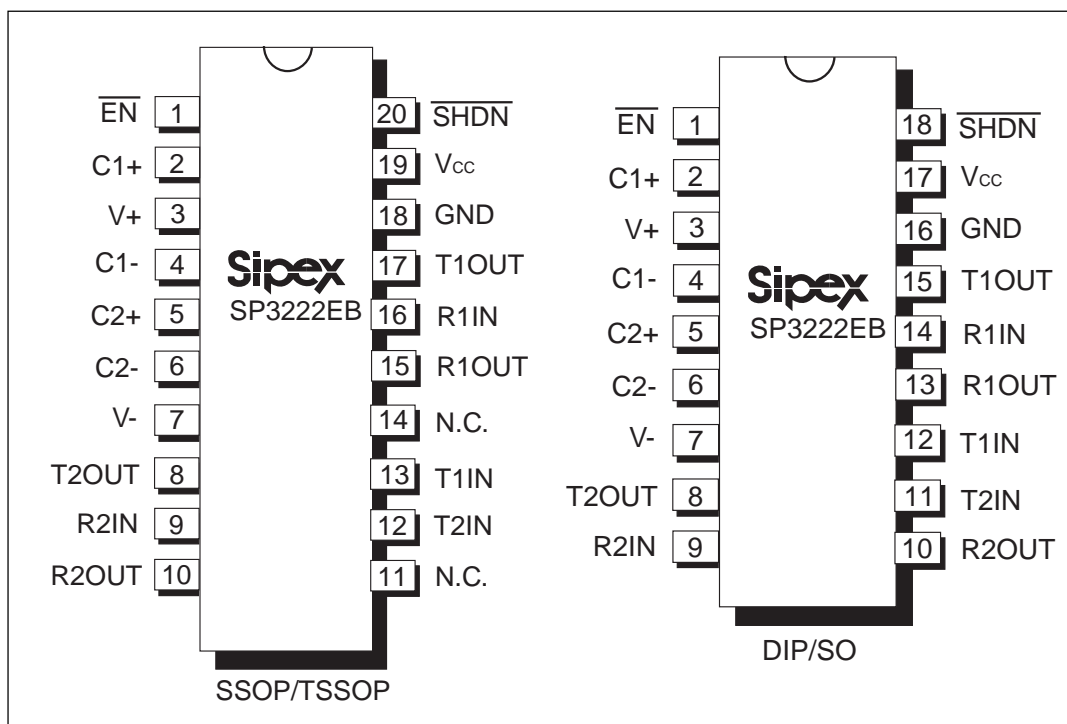 EN 1 20 SHDN
C1+ 2 19 VCC
V+ 3 18 GND
C1- 4 17 T1OUT
C2+ 5 16 R1IN
C2- 6 15 R1OUT
V- 7 14 N.C.
T2OUT 8 13 T1IN
R2IN 9 12 T2IN
R2OUT 10 11 N.C.
Sipex
SP3222EB
SSOP/TSSOP
EN 1 18 SHDN
C1+ 2 17 VCC
V+ 3 16 GND
C1- 4 15 T1OUT
C2+ 5 14 R1IN
C2- 6 13 R1OUT
V- 7 12 T1IN
T2OUT 8 11 T2IN
R2IN 9 10 R2OUT
Sipex
SP3222EB
DIP/SO